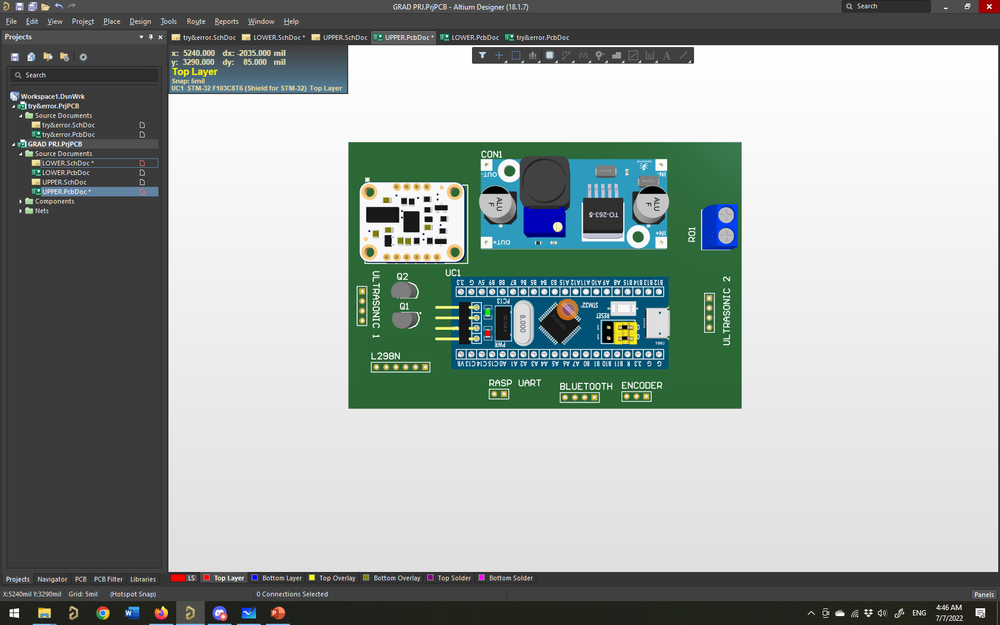 GRAD PRJ.PrjPCB - Altium Designer (18.1.7)
Search
File Edit View Project Place Design Tools Route Reports Window Help
Projects
try&error.SchDoc LOWER.SchDoc * UPPER.SchDoc UPPER.PcbDoc * LOWER.PcbDoc try&error.PcbDoc
x: 5240.000 dx: -2035.000 mil
y: 3290.000 dy: 85.000 mil
Top Layer
Snap: 5mil
UC1 STM-32 F103C8T6 (Shield for STM-32) Top Layer
Search
Workspace1.DsnWrk
try&error.PrjPCB
Source Documents
try&error.SchDoc
try&error.PcbDoc
GRAD PRJ.PrjPCB
Source Documents
LOWER.SchDoc *
LOWER.PcbDoc
UPPER.SchDoc
UPPER.PcbDoc *
Components
Nets
CON1
OUT- IN-
ALU F
TO-263-5
ALU F
OUT+ IN+
RO1
ULTRASONIC 1
Q2
Q1
UC1
3.3 G 5V B9 B8 B7 B6 B5 B4 B3 A15 A12 A11 A10 A9 A8 B15 B14 B13 B12
PC13
STM32
RESET
32.768 k
8.000
1 0
1 0
PWR
VB C13 C14 C15 A0 A1 A2 A3 A4 A5 A6 A7 B0 B1 B10 B11 R 3.3 G G
ULTRASONIC 2
L298N
RASP UART
BLUETOOTH
ENCODER
Projects Navigator PCB PCB Filter Libraries
LS Top Layer Bottom Layer Top Overlay Bottom Overlay Top Solder Bottom Solder
X:5240mil Y:3290mil Grid: 5mil (Hotspot Snap) 0 Connections Selected Panels
ENG
4:46 AM
7/7/2022